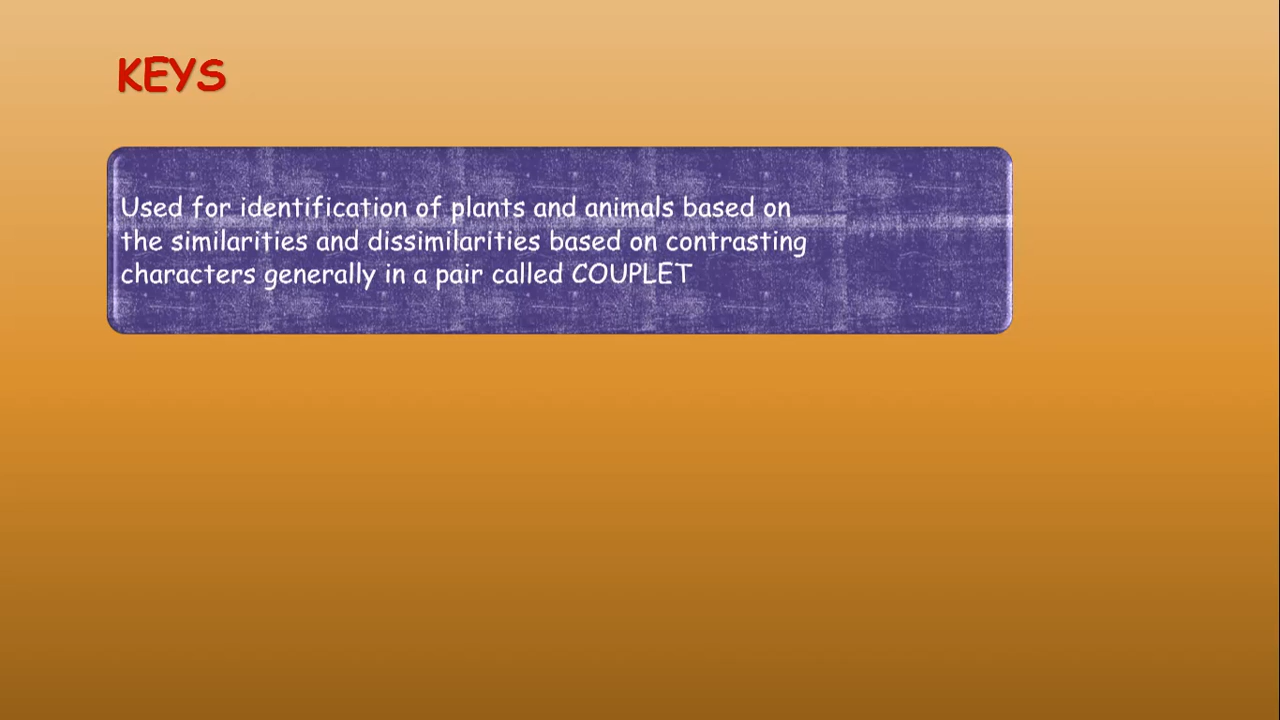 KEYS
Used for identification of plants and animals based on
the similarities and dissimilarities based on contrasting
characters generally in a pair called COUPLET